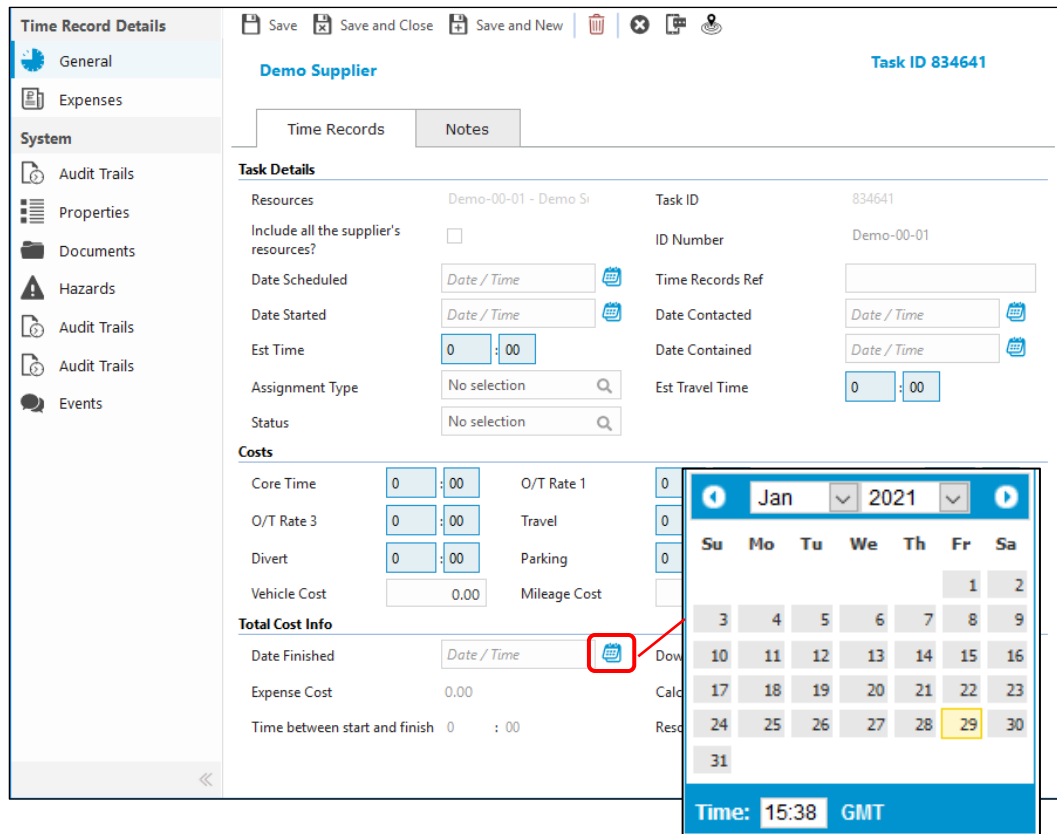 Time Record Details
Save Save and Close Save and New
General
Demo Supplier
Task ID 834641
Expenses
Time Records Notes
System
Audit Trails
Properties
Documents
Hazards
Audit Trails
Audit Trails
Events
Task Details
Resources Demo-00-01 - Demo Task ID 834641
Include all the supplier's
resources?
ID Number Demo-00-01
Date Scheduled Date / Time Time Records Ref
Date Started Date / Time Date Contacted Date / Time
Est Time 0 : 00 Date Contained Date / Time
Assignment Type No selection Est Travel Time 0 : 00
Status No selection
Costs
Core Time 0 : 00 O/T Rate 1 0
O/T Rate 3 0 : 00 Travel 0
Divert 0 : 00 Parking 0
Vehicle Cost 0.00 Mileage Cost
Total Cost Info
Date Finished Date / Time Dow
Expense Cost 0.00 Calc
Time between start and finish 0 : 00 Reso
Jan 2021
Su Mo Tu We Th Fr Sa
1 2
3 4 5 6 7 8 9
10 11 12 13 14 15 16
17 18 19 20 21 22 23
24 25 26 27 28 29 30
31
Time: 15:38 GMT